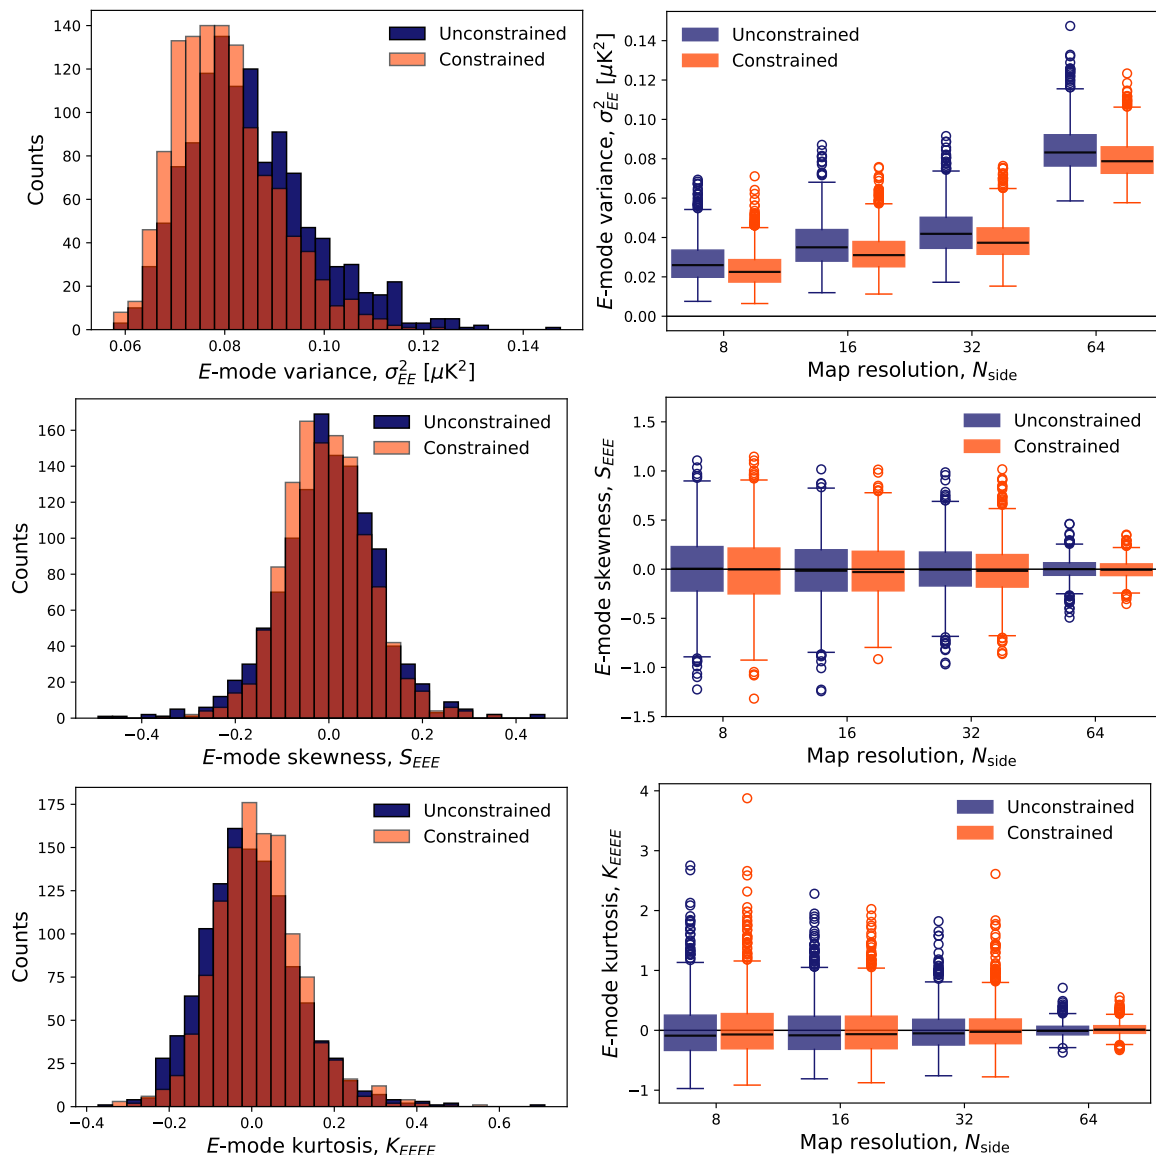 140
120
100
80
60
40
20
0
Counts
Unconstrained
Constrained
0.06 0.08 0.10 0.12 0.14
E-mode variance, σ²EE [μK²]
0.14
0.12
0.10
0.08
0.06
0.04
0.02
0.00
E-mode variance, σ²EE [μK²]
Unconstrained
Constrained
8 16 32 64
Map resolution, Nside
160
140
120
100
80
60
40
20
0
Counts
Unconstrained
Constrained
−0.4 −0.2 0.0 0.2 0.4
E-mode skewness, SEEE
1.5
1.0
0.5
0.0
−0.5
−1.0
−1.5
E-mode skewness, SEEE
Unconstrained
Constrained
8 16 32 64
Map resolution, Nside
175
150
125
100
75
50
25
0
Counts
Unconstrained
Constrained
−0.4 −0.2 0.0 0.2 0.4 0.6
E-mode kurtosis, KEEEE
4
3
2
1
0
−1
E-mode kurtosis, KEEEE
Unconstrained
Constrained
8 16 32 64
Map resolution, Nside